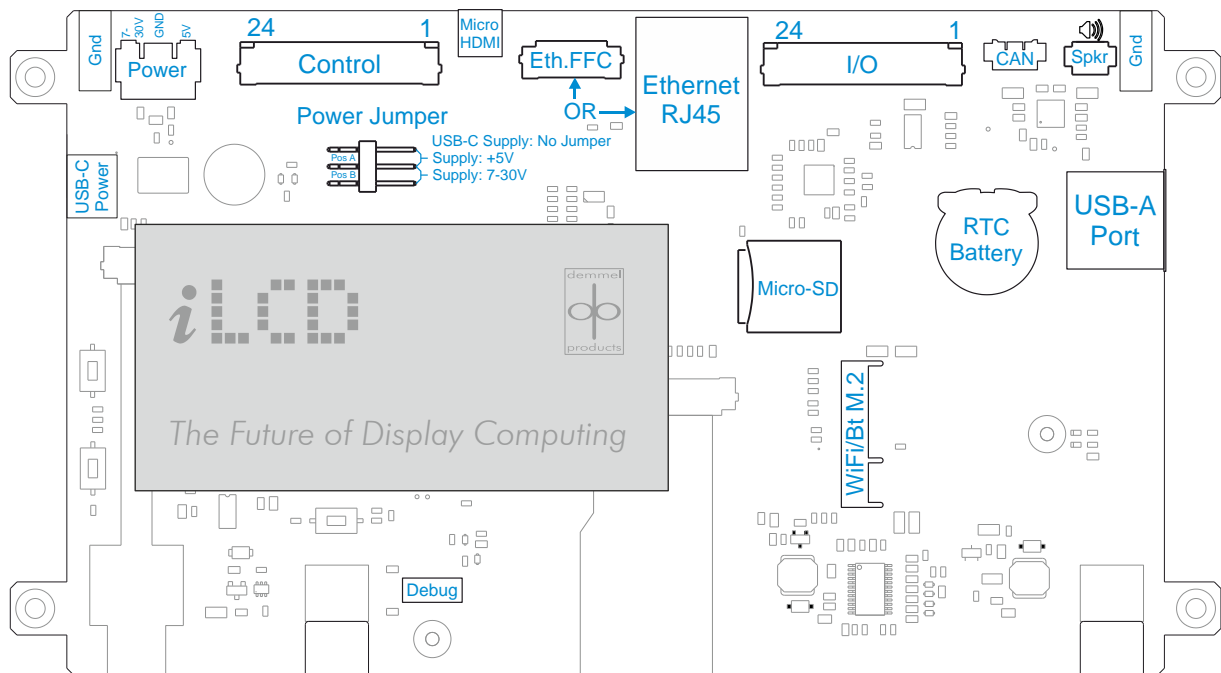 Gnd
7-
30V
GND
5V
Power
24
1
Control
Micro
HDMI
Eth.FFC
OR
Ethernet
RJ45
24
1
I/O
CAN
Spkr
Gnd
Power Jumper
USB-C Supply: No Jumper
Pos A
Supply: +5V
Pos B
Supply: 7-30V
USB-C
Power
USB-A
Port
RTC
Battery
Micro-SD
iLCD
demmel
dp
products
The Future of Display Computing
WiFi/Bt M.2
Debug